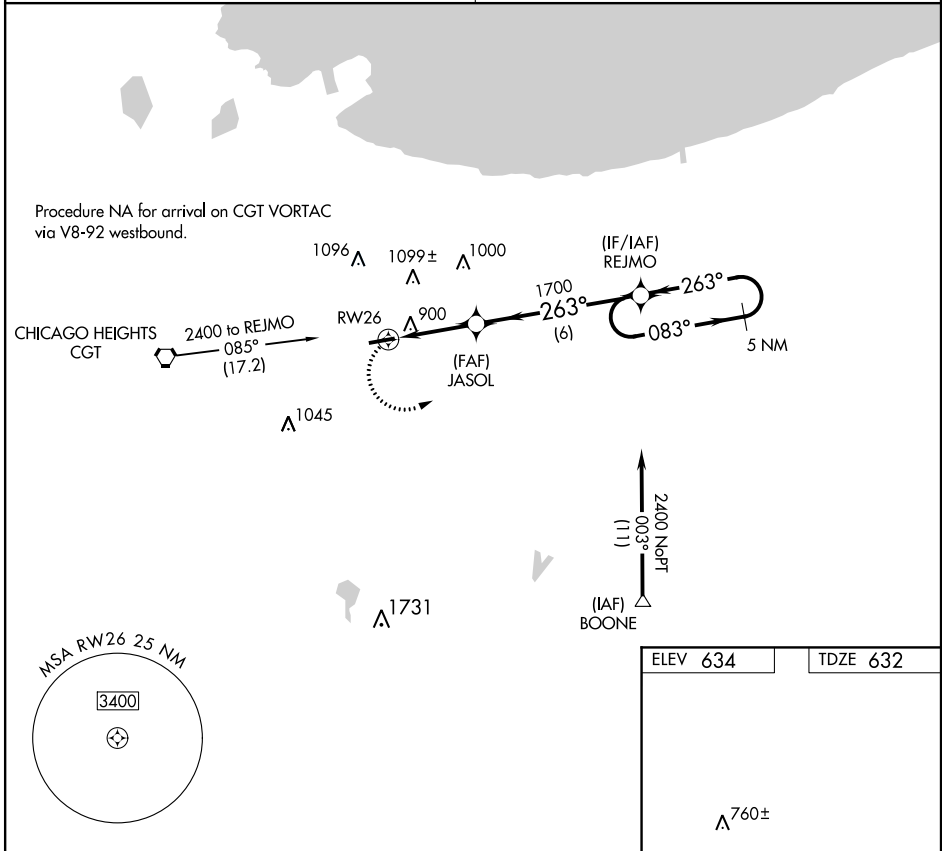 Procedure NA for arrival on CGT VORTAC
via V8-92 westbound.
1096
1099±
1000
(IF/IAF)
REJMO
1700
263°
(6)
263°
083°
5 NM
RW26
900
CHICAGO HEIGHTS
CGT
2400 to REJMO
085°
(17.2)
(FAF)
JASOL
1045
2400 NoPT
003°
(11)
(IAF)
BOONE
1731
MSA RW26 25 NM
3400
ELEV 634
TDZE 632
760±